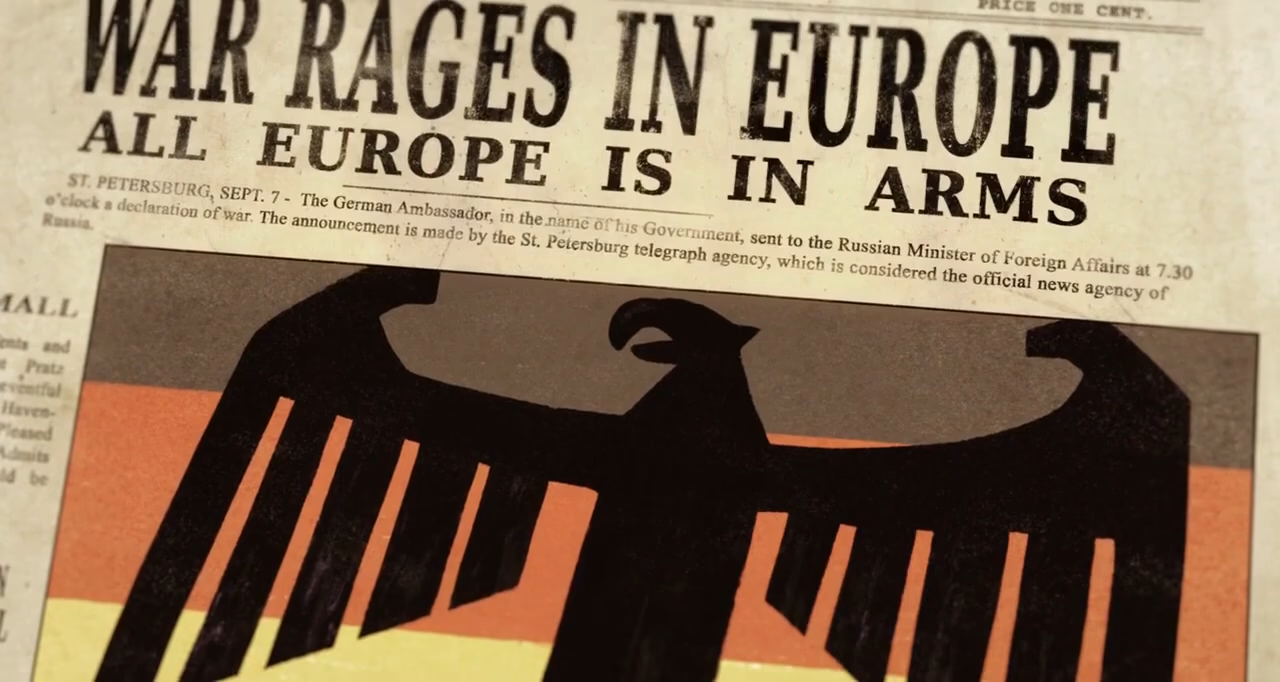 PRICE ONE CENT.
WAR RAGES IN EUROPE
ALL EUROPE IS IN ARMS
ST. PETERSBURG, SEPT. 7 - The German Ambassador, in the name of his Government, sent to the Russian Minister of Foreign Affairs at 7.30
o'clock a declaration of war. The announcement is made by the St. Petersburg telegraph agency, which is considered the official news agency of
Russia.
MALL
and
Pratz
eventful
Haven-
Pleased
Admits
ld be